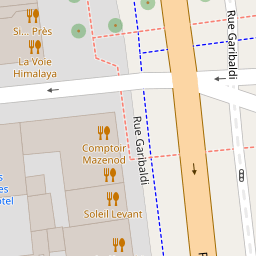 Si... Près
La Voie
Himalaya
Rue Garibaldi
Comptoir
Mazenod
Rue Garibaldi
Soleil Levant